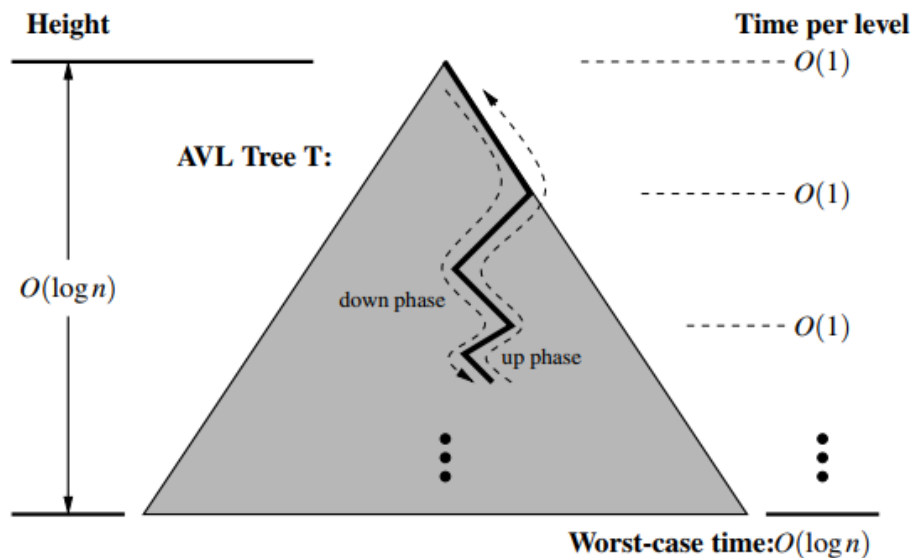 Height
Time per level
O(1)
AVL Tree T:
O(1)
O(log n)
down phase
O(1)
up phase
Worst-case time:O(log n)